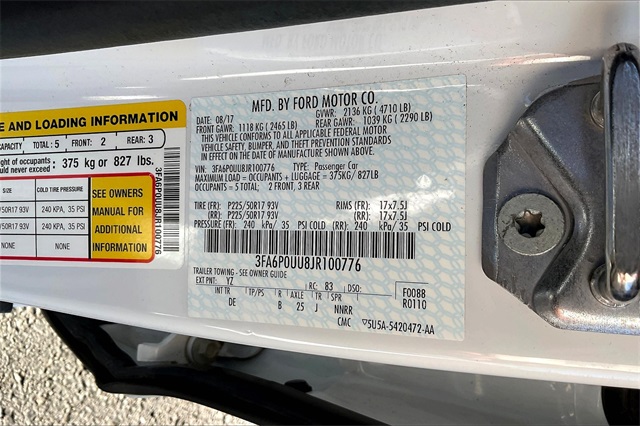 E AND LOADING INFORMATION
CAPACITY TOTAL : 5 FRONT: 2 REAR: 3
ght of occupants 375 kg or 827 lbs.
ld never exceed
SIZE COLD TIRE PRESSURE
/50R17 93V 240 KPA, 35 PSI
/50R17 93V 240 KPA, 35 PSI
NONE NONE
SEE OWNERS
MANUAL FOR
ADDITIONAL
INFORMATION
3FA6P0UU8JR100776
MFD. BY FORD MOTOR CO.
DATE: 08/17 GVWR: 2136 KG ( 4710 LB)
FRONT GAWR: 1118 KG ( 2465 LB) REAR GAWR: 1039 KG ( 2290 LB)
THIS VEHICLE CONFORMS TO ALL APPLICABLE FEDERAL MOTOR
VEHICLE SAFETY, BUMPER, AND THEFT PREVENTION STANDARDS
IN EFFECT ON THE DATE OF MANUFACTURE SHOWN ABOVE.
VIN: 3FA6P0UU8JR100776 TYPE: Passenger Car
MAXIMUM LOAD = OCCUPANTS + LUGGAGE = 375KG/827LB
OCCUPANTS = 5 TOTAL; 2 FRONT, 3 REAR
TIRE (FR): P225/50R17 93V RIMS (FR): 17x7.5J
(RR): P225/50R17 93V (RR): 17x7.5J
PRESSURE (FR): 240 kPa/ 35 PSI COLD (RR): 240 kPa/ 35 PSI COLD
3FA6P0UU8JR100776
TRAILER TOWING - SEE OWNER GUIDE
EXT PNT: YZ RC: 83 DSO: F0088
INT TR TP/PS R AXLE TR SPR R0110
DE B 25 J NNRR
CMC ▽5U5A-5420472-AA